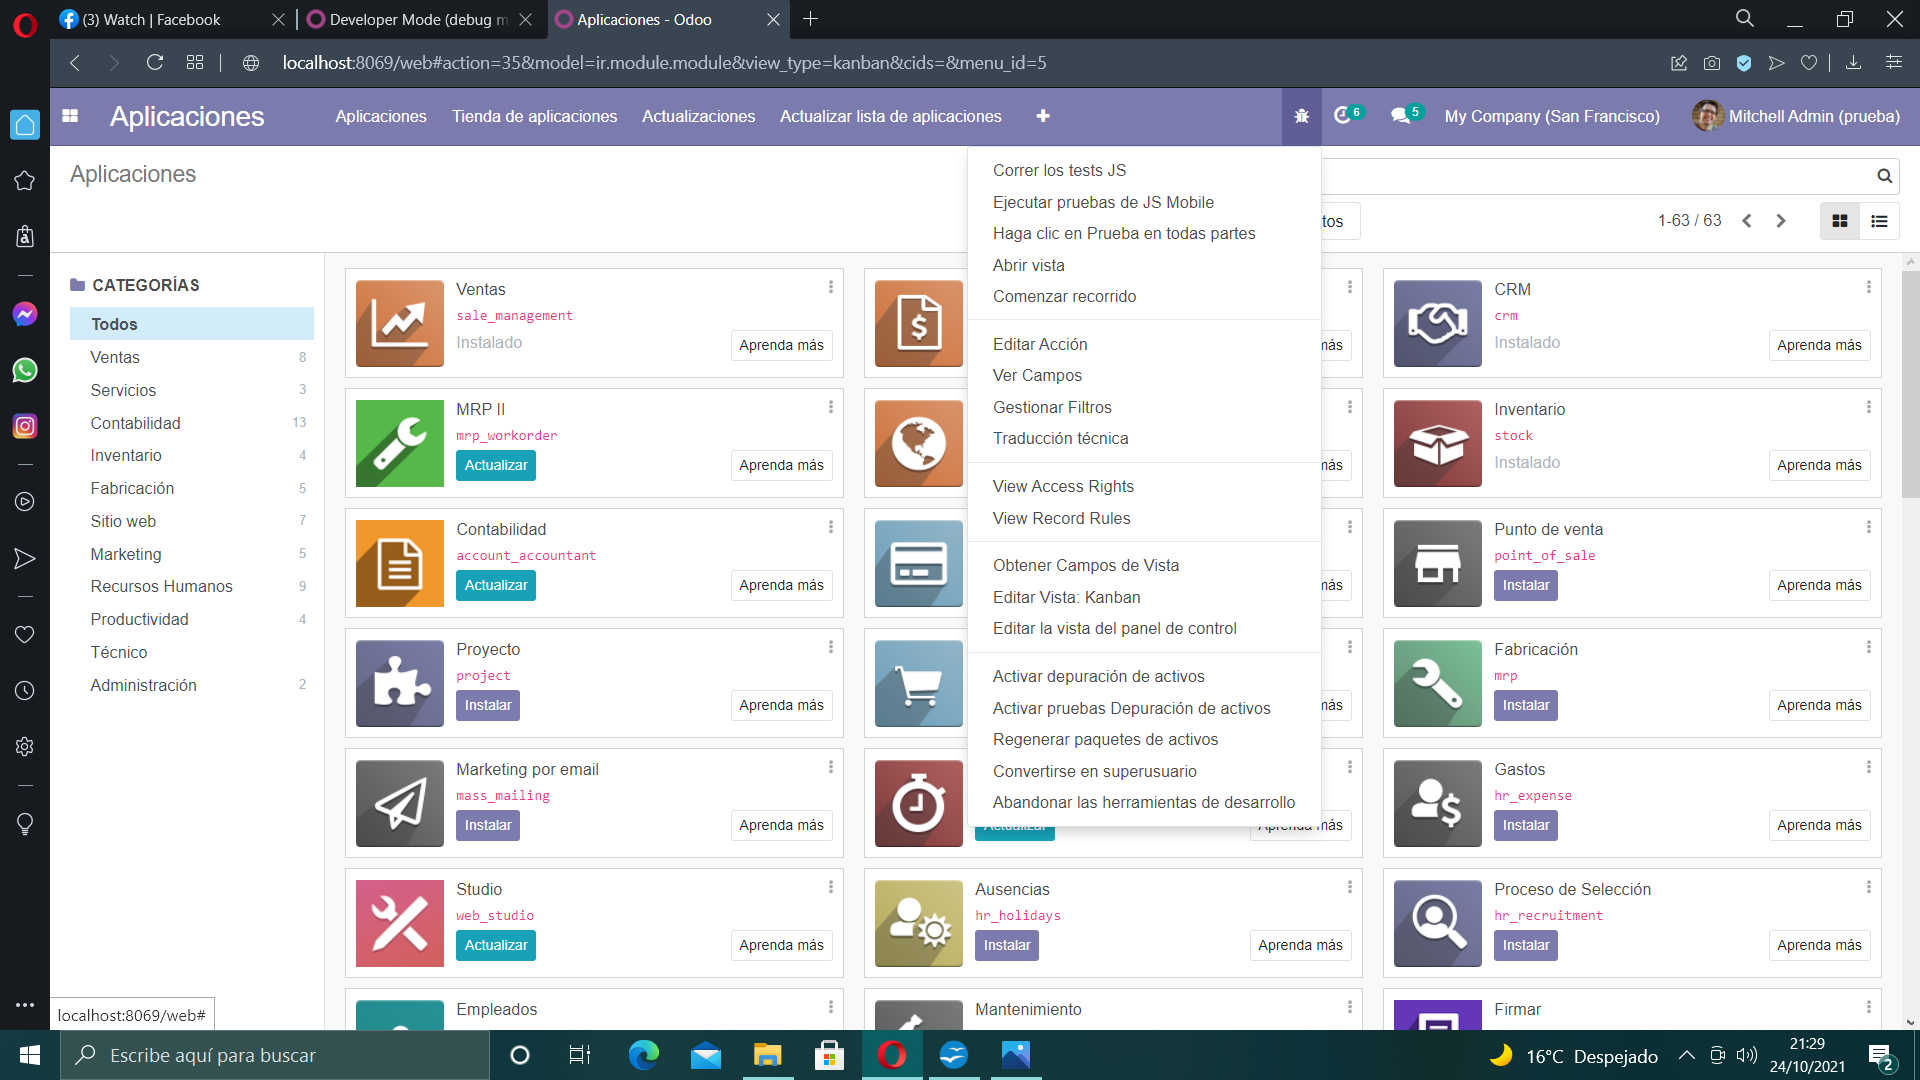 (3) Watch | Facebook
Developer Mode (debug m
Aplicaciones - Odoo
localhost:8069/web#action=35&model=ir.module.module&view_type=kanban&cids=&menu_id=5
Aplicaciones
Aplicaciones
Tienda de aplicaciones
Actualizaciones
Actualizar lista de aplicaciones
6
5
My Company (San Francisco)
Mitchell Admin (prueba)
Aplicaciones
tos
1-63 / 63
Correr los tests JS
Ejecutar pruebas de JS Mobile
Haga clic en Prueba en todas partes
Abrir vista
Comenzar recorrido
Editar Acción
Ver Campos
Gestionar Filtros
Traducción técnica
View Access Rights
View Record Rules
Obtener Campos de Vista
Editar Vista: Kanban
Editar la vista del panel de control
Activar depuración de activos
Activar pruebas Depuración de activos
Regenerar paquetes de activos
Convertirse en superusuario
Abandonar las herramientas de desarrollo
CATEGORÍAS
Todos
Ventas 8
Servicios 3
Contabilidad 13
Inventario 4
Fabricación 5
Sitio web 7
Marketing 5
Recursos Humanos 9
Productividad 4
Técnico
Administración 2
Ventas
sale_management
Instalado
Aprenda más
más
CRM
crm
Instalado
Aprenda más
MRP II
mrp_workorder
Actualizar
Aprenda más
más
Inventario
stock
Instalado
Aprenda más
Contabilidad
account_accountant
Actualizar
Aprenda más
más
Punto de venta
point_of_sale
Instalar
Aprenda más
Proyecto
project
Instalar
Aprenda más
más
Fabricación
mrp
Instalar
Aprenda más
Marketing por email
mass_mailing
Instalar
Aprenda más
Actualizar
Aprenda más
Gastos
hr_expense
Instalar
Aprenda más
Studio
web_studio
Actualizar
Aprenda más
Ausencias
hr_holidays
Instalar
Aprenda más
Proceso de Selección
hr_recruitment
Instalar
Aprenda más
Empleados
Mantenimiento
Firmar
localhost:8069/web#
Escribe aquí para buscar
16°C Despejado
21:29
24/10/2021
2